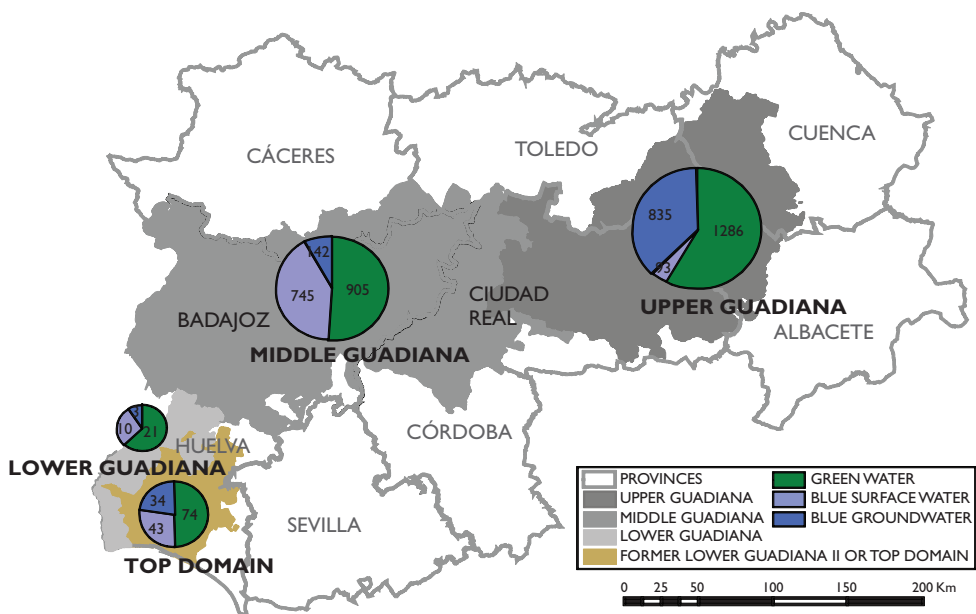 CUENCA
TOLEDO
CÁCERES
835
1286
93
142
745
905
UPPER GUADIANA
CIUDAD
REAL
BADAJOZ
ALBACETE
MIDDLE GUADIANA
3
10
21
HUELVA
CÓRDOBA
LOWER GUADIANA
34
74
43
SEVILLA
TOP DOMAIN
PROVINCES
UPPER GUADIANA
MIDDLE GUADIANA
LOWER GUADIANA
FORMER LOWER GUADIANA II OR TOP DOMAIN
GREEN WATER
BLUE SURFACE WATER
BLUE GROUNDWATER
0 25 50 100 150 200 Km